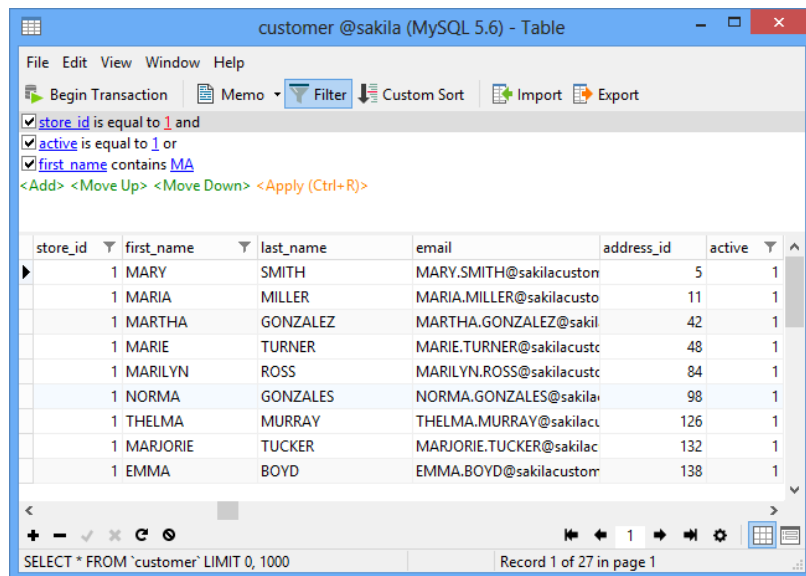 customer @sakila (MySQL 5.6) - Table
File Edit View Window Help
Begin Transaction Memo Filter Custom Sort Import Export
store_id is equal to 1 and
active is equal to 1 or
first_name contains MA
<Add> <Move Up> <Move Down> <Apply (Ctrl+R)>
store_id first_name last_name email address_id active
1 MARY SMITH MARY.SMITH@sakilacustom 5 1
1 MARIA MILLER MARIA.MILLER@sakilacusto 11 1
1 MARTHA GONZALEZ MARTHA.GONZALEZ@sakil 42 1
1 MARIE TURNER MARIE.TURNER@sakilacustc 48 1
1 MARILYN ROSS MARILYN.ROSS@sakilacustc 84 1
1 NORMA GONZALES NORMA.GONZALES@sakila 98 1
1 THELMA MURRAY THELMA.MURRAY@sakilacu 126 1
1 MARJORIE TUCKER MARJORIE.TUCKER@sakilac 132 1
1 EMMA BOYD EMMA.BOYD@sakilacustom 138 1
1
SELECT * FROM `customer` LIMIT 0, 1000 Record 1 of 27 in page 1